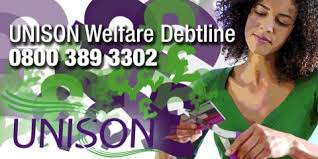 UNISON Welfare Debtline
0800 389 3302
UNISON